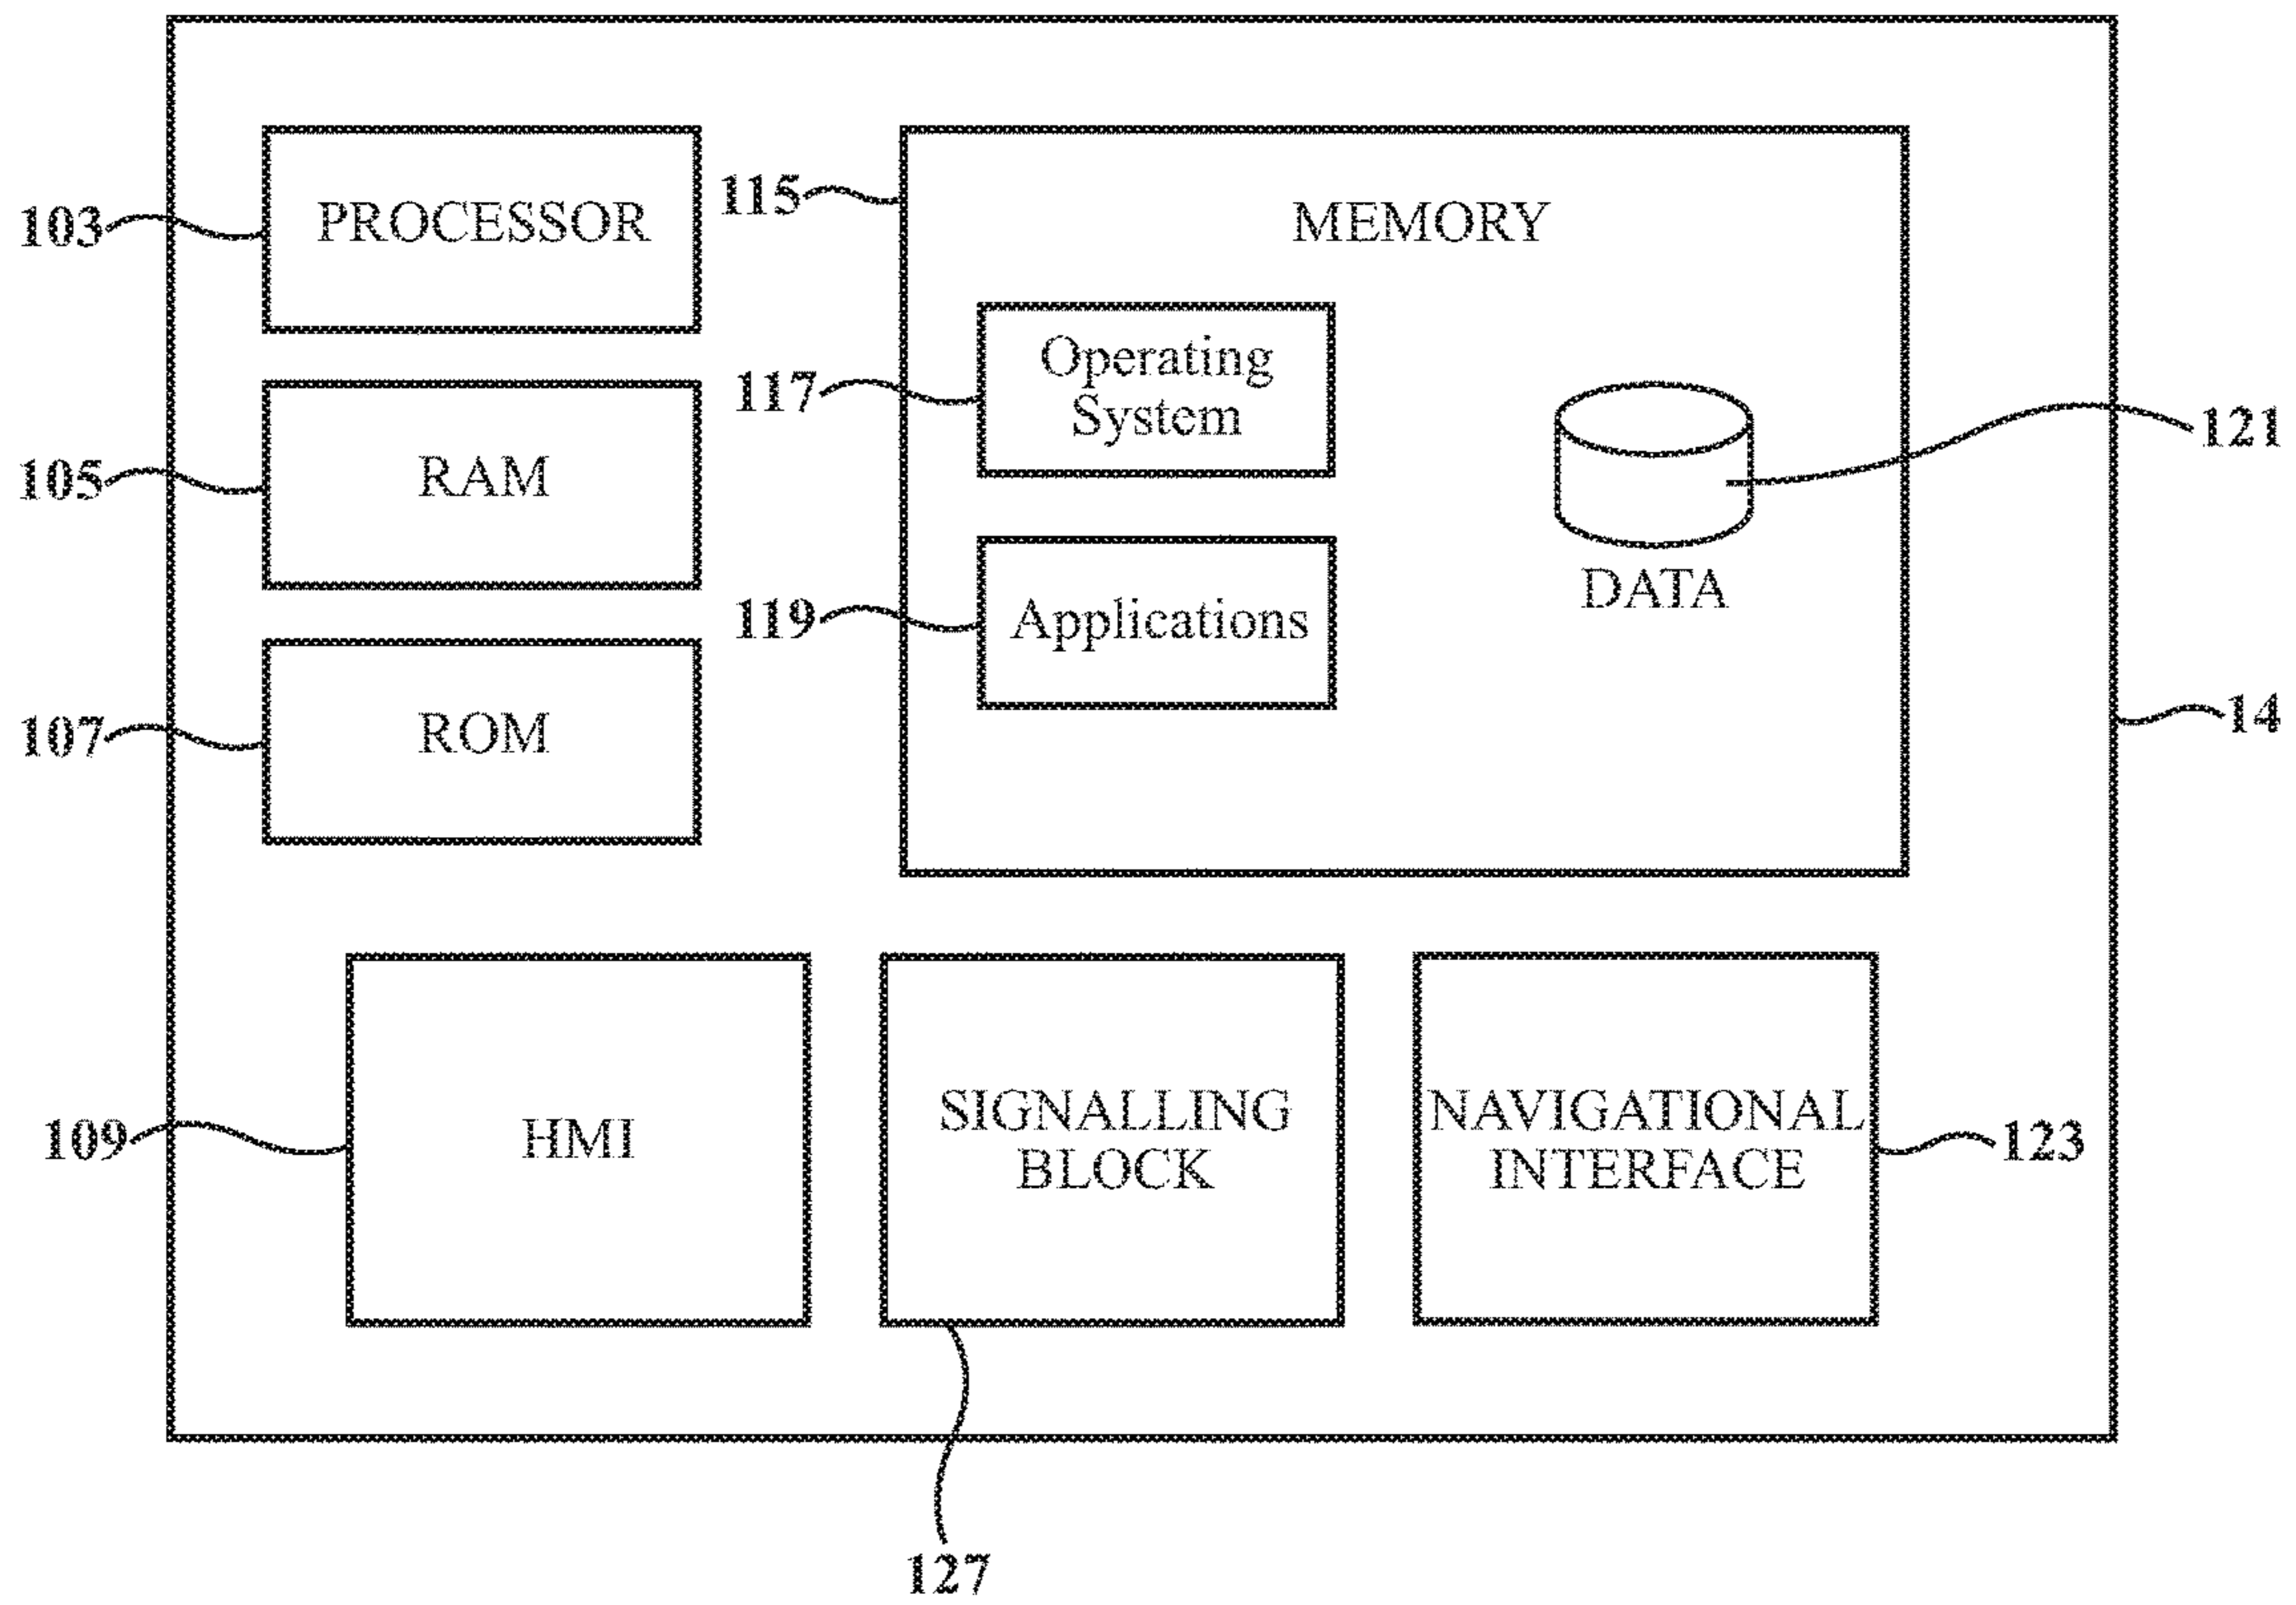 103
PROCESSOR
115
MEMORY
117
Operating
System
121
105
RAM
DATA
119
Applications
107
ROM
14
109
HMI
SIGNALLING
BLOCK
NAVIGATIONAL
INTERFACE
123
127